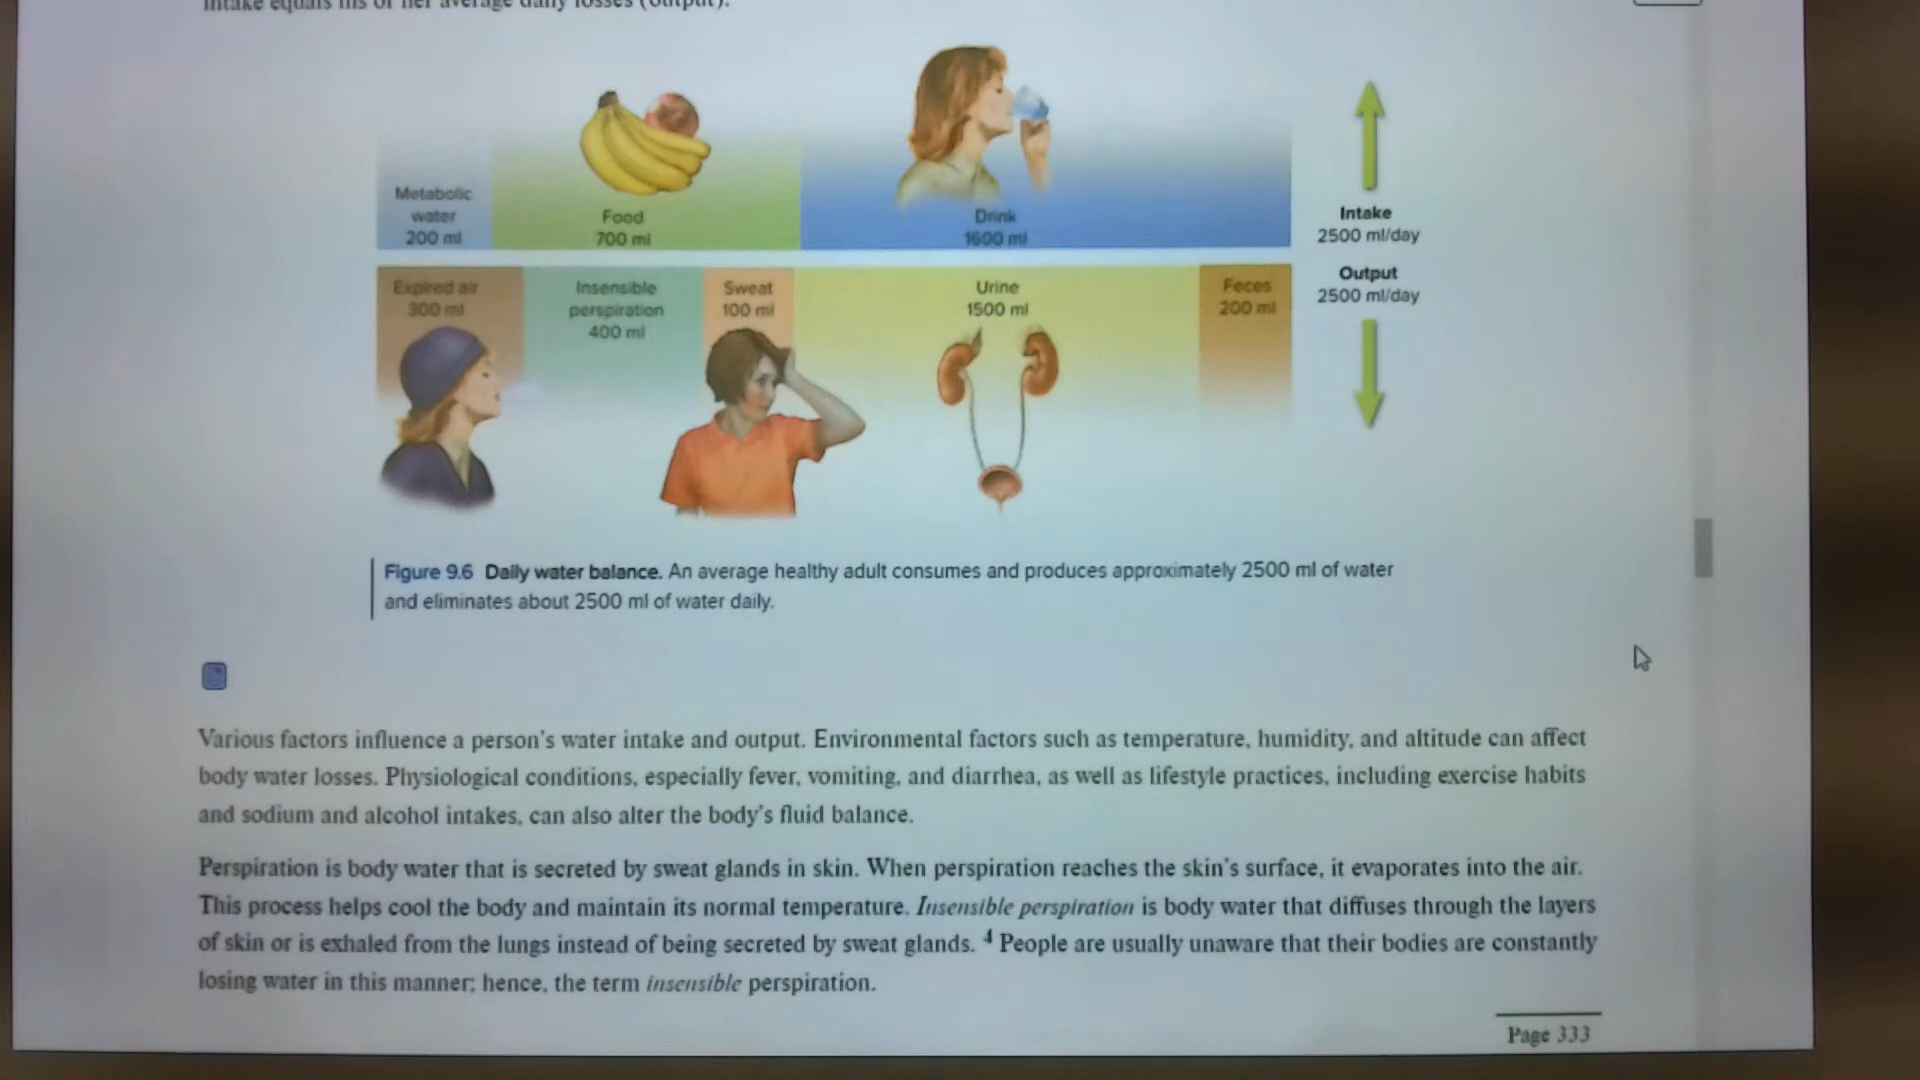 intake equals his or her average daily losses (output).
Metabolic
water
200 ml
Food
700 ml
Drink
1600 ml
Intake
2500 ml/day
Expired air
300 ml
Insensible
perspiration
400 ml
Sweat
100 ml
Urine
1500 ml
Feces
200 ml
Output
2500 ml/day
Figure 9.6 Daily water balance. An average healthy adult consumes and produces approximately 2500 ml of water
and eliminates about 2500 ml of water daily.
Various factors influence a person's water intake and output. Environmental factors such as temperature, humidity, and altitude can affect
body water losses. Physiological conditions, especially fever, vomiting, and diarrhea, as well as lifestyle practices, including exercise habits
and sodium and alcohol intakes, can also alter the body's fluid balance.
Perspiration is body water that is secreted by sweat glands in skin. When perspiration reaches the skin's surface, it evaporates into the air.
This process helps cool the body and maintain its normal temperature. Insensible perspiration is body water that diffuses through the layers
of skin or is exhaled from the lungs instead of being secreted by sweat glands. 4 People are usually unaware that their bodies are constantly
losing water in this manner; hence, the term insensible perspiration.
Page 333